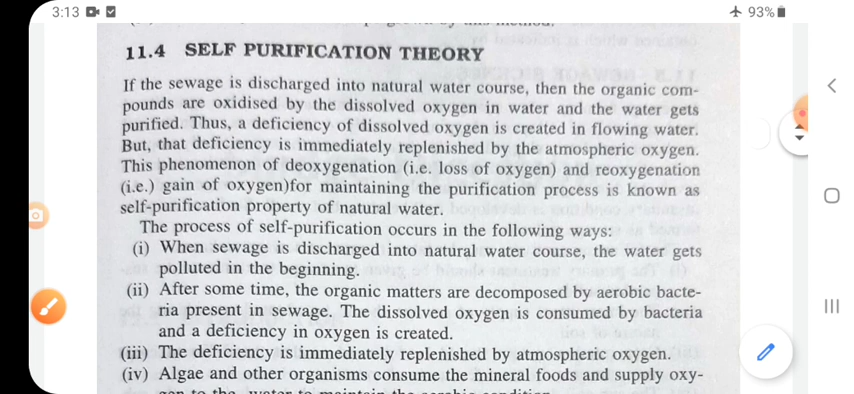 3:13
93%
11.4 SELF PURIFICATION THEORY
If the sewage is discharged into natural water course, then the organic com-
pounds are oxidised by the dissolved oxygen in water and the water gets
purified. Thus, a deficiency of dissolved oxygen is created in flowing water.
But, that deficiency is immediately replenished by the atmospheric oxygen.
This phenomenon of deoxygenation (i.e. loss of oxygen) and reoxygenation
(i.e.) gain of oxygen)for maintaining the purification process is known as
self-purification property of natural water.
The process of self-purification occurs in the following ways:
(i) When sewage is discharged into natural water course, the water gets
polluted in the beginning.
(ii) After some time, the organic matters are decomposed by aerobic bacte-
ria present in sewage. The dissolved oxygen is consumed by bacteria
and a deficiency in oxygen is created.
(iii) The deficiency is immediately replenished by atmospheric oxygen.
(iv) Algae and other organisms consume the mineral foods and supply oxy-